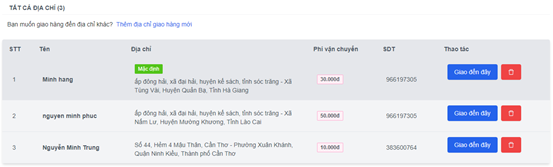 TẤT CẢ ĐỊA CHỈ (3)
Bạn muốn giao hàng đến địa chỉ khác? Thêm địa chỉ giao hàng mới
STT Tên Địa chỉ Phí vận chuyển SDT Thao tác
Mặc định
1 Minh hang ấp đông hải, xã đại hải, huyện kế sách, tỉnh sóc trăng - Xã 30.000đ 966197305 Giao đến đây
Tùng Vài, Huyện Quản Bạ, Tỉnh Hà Giang
2 nguyen minh phuc ấp đông hải, xã đại hải, huyện kế sách, tỉnh sóc trăng - Xã 50.000đ 966197305 Giao đến đây
Nấm Lư, Huyện Mường Khương, Tỉnh Lào Cai
3 Nguyễn Minh Trung Số 44, Hẻm 4 Mậu Thân, Cần Thơ - Phường Xuân Khánh, 10.000đ 383600764 Giao đến đây
Quận Ninh Kiều, Thành phố Cần Thơ